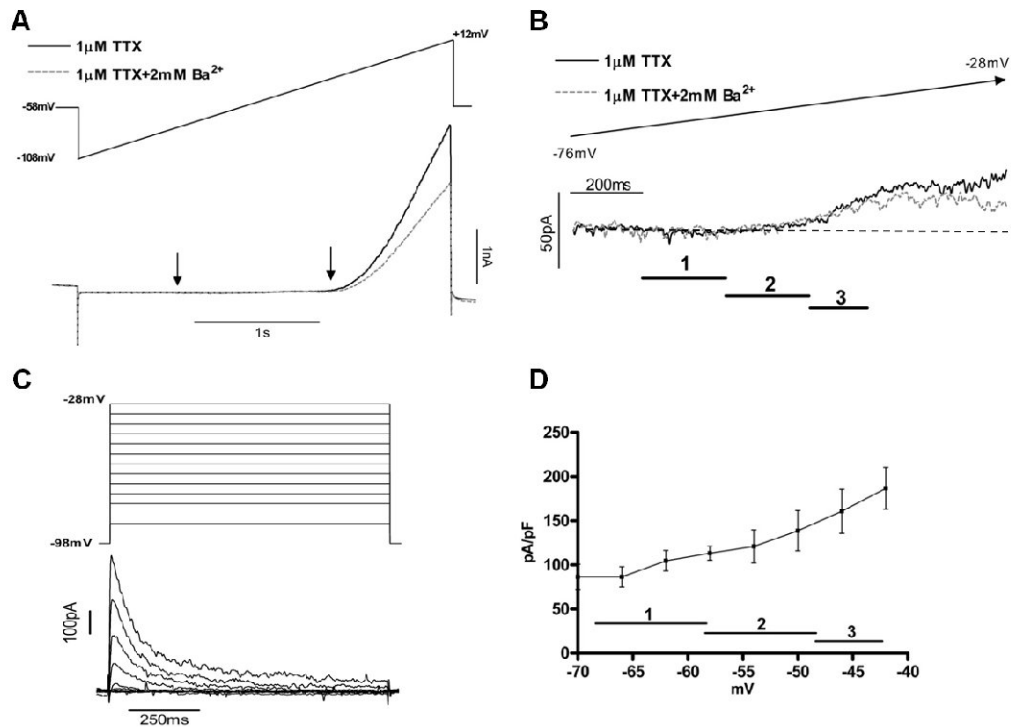 A
1μM TTX
1μM TTX+2mM Ba²⁺
+12mV
-58mV
-108mV
1nA
1s
B
1μM TTX
1μM TTX+2mM Ba²⁺
-28mV
-76mV
200ms
50pA
1
2
3
C
-28mV
-98mV
100pA
250ms
D
250
200
150
100
50
0
pA/pF
1
2
3
-70 -65 -60 -55 -50 -45 -40
mV